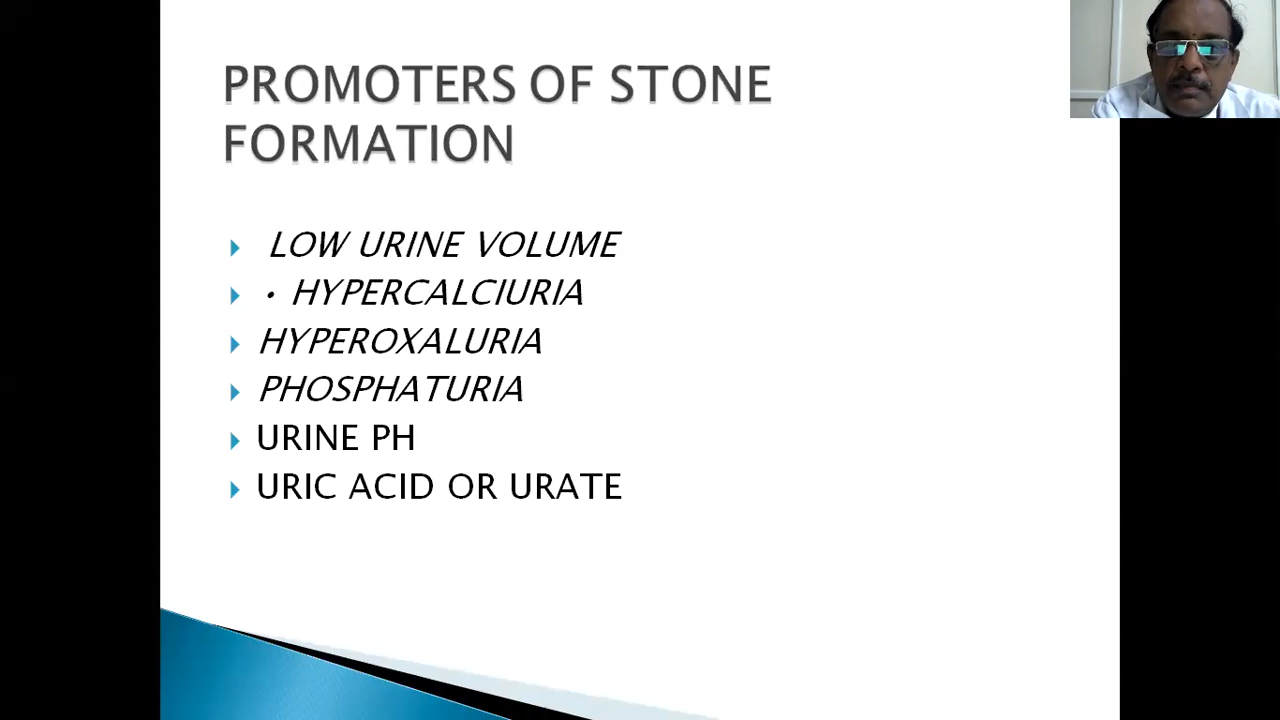 PROMOTERS OF STONE
FORMATION
LOW URINE VOLUME
• HYPERCALCIURIA
HYPEROXALURIA
PHOSPHATURIA
URINE PH
URIC ACID OR URATE